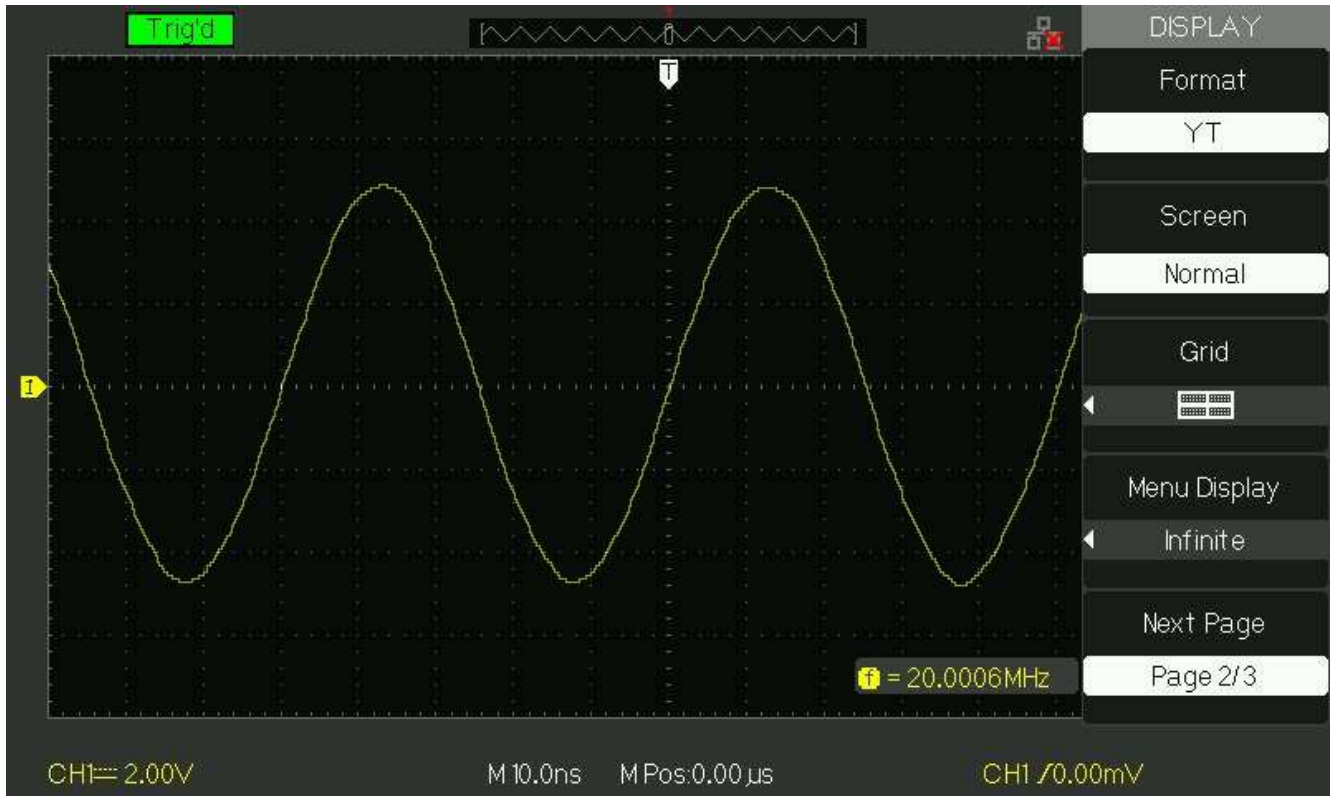 Trig'd
T
DISPLAY
Format
YT
Screen
Normal
1
Grid
Menu Display
Infinite
Next Page
f = 20.0006MHz
Page 2/3
CH1 2.00V
M 10.0ns
M Pos:0.00µs
CH1 0.00mV